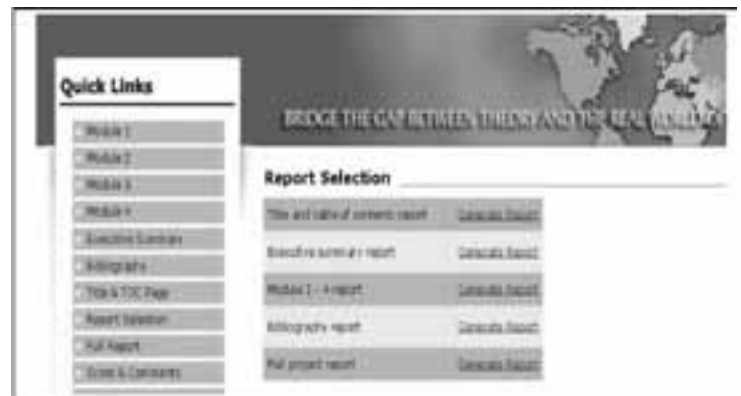 Quick Links
BRIDGE THE GAP BETWEEN THEORY AND THE REAL WORLD
Module 1
Module 2
Module 3
Module 4
Executive Summary
Bibliography
Title & TOC Page
Report Selection
Full Report
Score & Comments
Report Selection
Title and table of contents report Generate Report
Executive summary report Generate Report
Module 1 - 4 report Generate Report
Bibliography report Generate Report
Full project report Generate Report